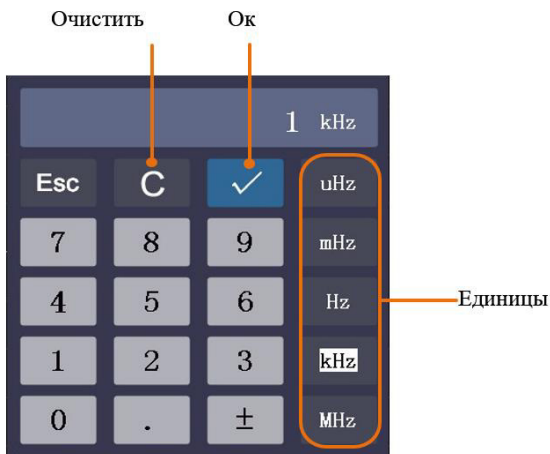 Очистить Ок
1 kHz
Esc C ✓ uHz
7 8 9 mHz
4 5 6 Hz
Единицы
1 2 3 kHz
0 . ± MHz